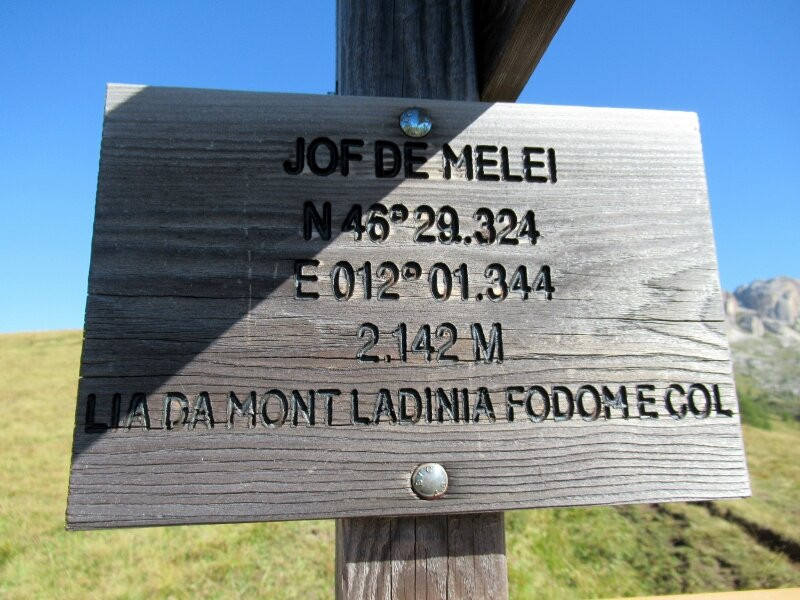 JOF DE MELEI
N 46° 29.324
E 012° 01.344
2.142 M
LIA DA MONT LADINIA FODOM E COL